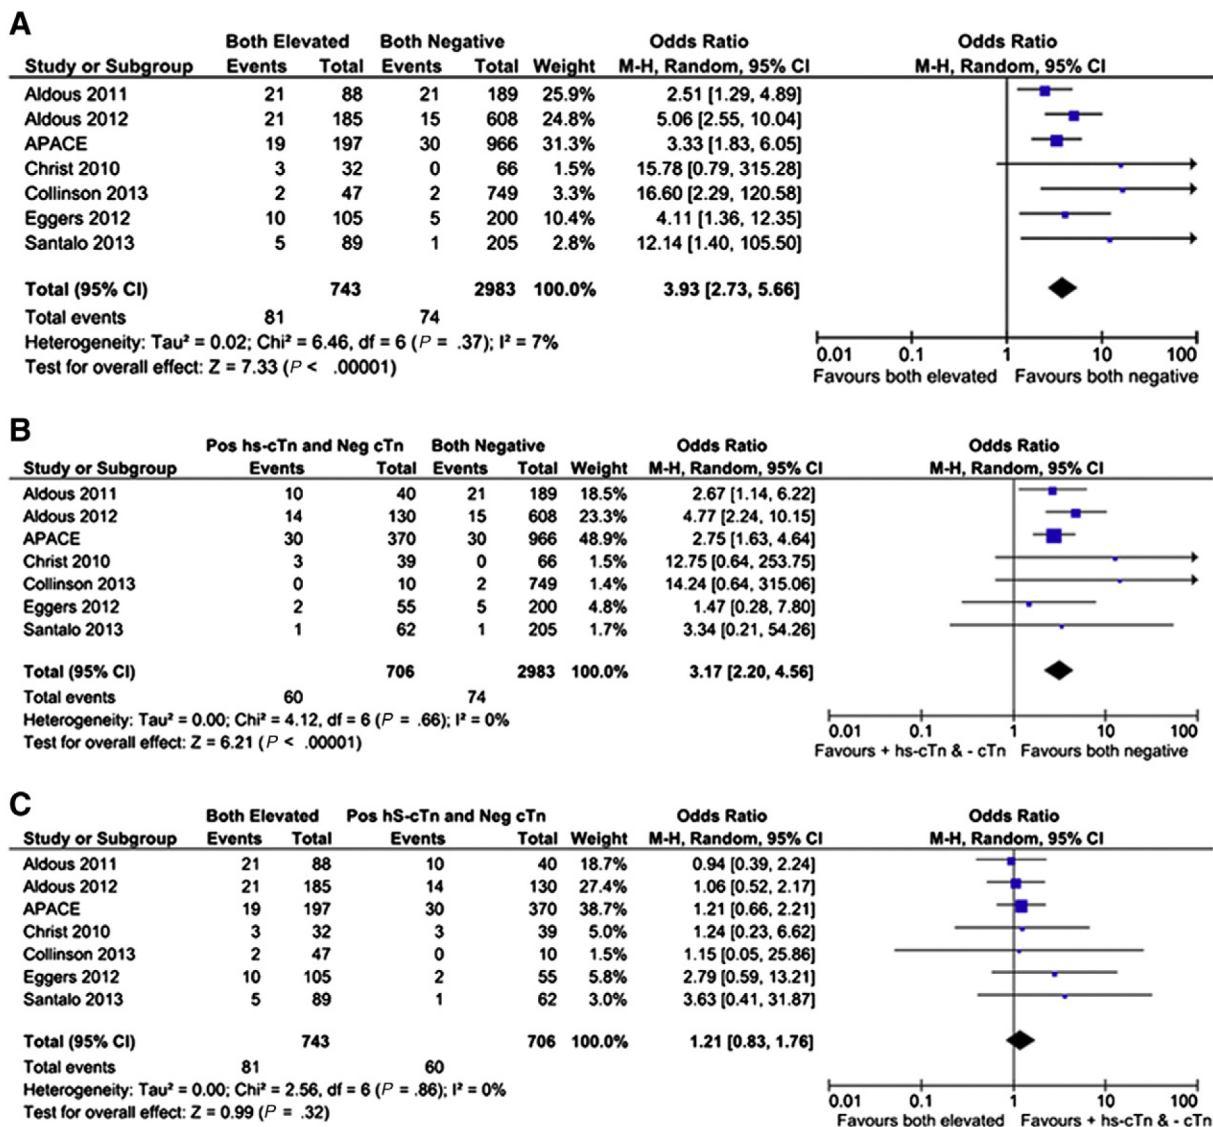 A
Both Elevated Both Negative Odds Ratio Odds Ratio
Study or Subgroup Events Total Events Total Weight M-H, Random, 95% CI M-H, Random, 95% CI
Aldous 2011 21 88 21 189 25.9% 2.51 [1.29, 4.89]
Aldous 2012 21 185 15 608 24.8% 5.06 [2.55, 10.04]
APACE 19 197 30 966 31.3% 3.33 [1.83, 6.05]
Christ 2010 3 32 0 66 1.5% 15.78 [0.79, 315.28]
Collinson 2013 2 47 2 749 3.3% 16.60 [2.29, 120.58]
Eggers 2012 10 105 5 200 10.4% 4.11 [1.36, 12.35]
Santalo 2013 5 89 1 205 2.8% 12.14 [1.40, 105.50]
Total (95% CI) 743 2983 100.0% 3.93 [2.73, 5.66]
Total events 81 74
Heterogeneity: Tau² = 0.02; Chi² = 6.46, df = 6 (P = .37); I² = 7%
Test for overall effect: Z = 7.33 (P < .00001)
0.01 0.1 1 10 100
Favours both elevated Favours both negative
B
Pos hs-cTn and Neg cTn Both Negative Odds Ratio Odds Ratio
Study or Subgroup Events Total Events Total Weight M-H, Random, 95% CI M-H, Random, 95% CI
Aldous 2011 10 40 21 189 18.5% 2.67 [1.14, 6.22]
Aldous 2012 14 130 15 608 23.3% 4.77 [2.24, 10.15]
APACE 30 370 30 966 48.9% 2.75 [1.63, 4.64]
Christ 2010 3 39 0 66 1.5% 12.75 [0.64, 253.75]
Collinson 2013 0 10 2 749 1.4% 14.24 [0.64, 315.06]
Eggers 2012 2 55 5 200 4.8% 1.47 [0.28, 7.80]
Santalo 2013 1 62 1 205 1.7% 3.34 [0.21, 54.26]
Total (95% CI) 706 2983 100.0% 3.17 [2.20, 4.56]
Total events 60 74
Heterogeneity: Tau² = 0.00; Chi² = 4.12, df = 6 (P = .66); I² = 0%
Test for overall effect: Z = 6.21 (P < .00001)
0.01 0.1 1 10 100
Favours + hs-cTn & - cTn Favours both negative
C
Both Elevated Pos hS-cTn and Neg cTn Odds Ratio Odds Ratio
Study or Subgroup Events Total Events Total Weight M-H, Random, 95% CI M-H, Random, 95% CI
Aldous 2011 21 88 10 40 18.7% 0.94 [0.39, 2.24]
Aldous 2012 21 185 14 130 27.4% 1.06 [0.52, 2.17]
APACE 19 197 30 370 38.7% 1.21 [0.66, 2.21]
Christ 2010 3 32 3 39 5.0% 1.24 [0.23, 6.62]
Collinson 2013 2 47 0 10 1.5% 1.15 [0.05, 25.86]
Eggers 2012 10 105 2 55 5.8% 2.79 [0.59, 13.21]
Santalo 2013 5 89 1 62 3.0% 3.63 [0.41, 31.87]
Total (95% CI) 743 706 100.0% 1.21 [0.83, 1.76]
Total events 81 60
Heterogeneity: Tau² = 0.00; Chi² = 2.56, df = 6 (P = .86); I² = 0%
Test for overall effect: Z = 0.99 (P = .32)
0.01 0.1 1 10 100
Favours both elevated Favours + hs-cTn & - cTn